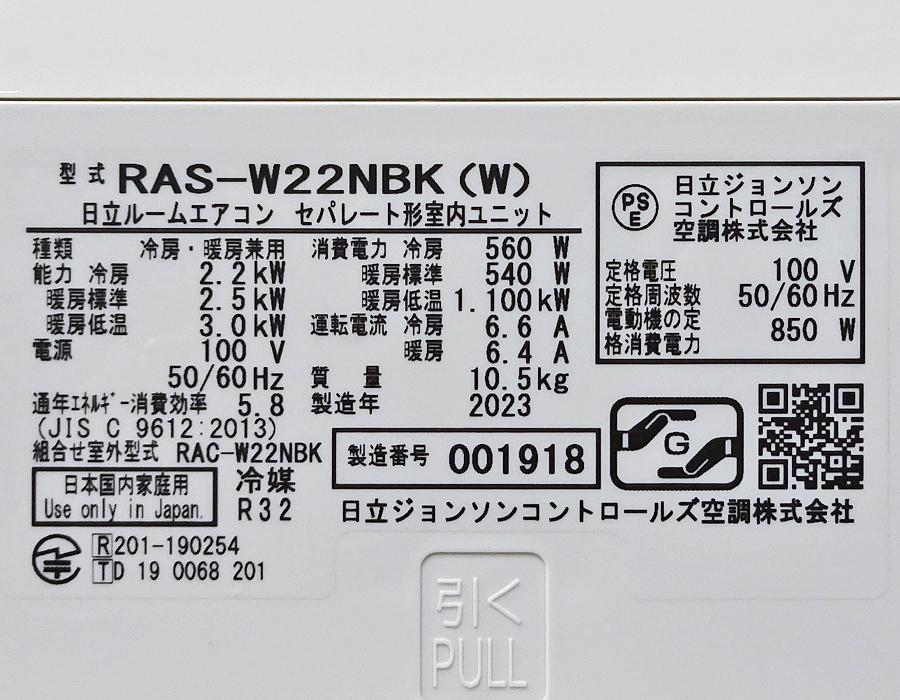 型式 RAS-W22NBK(W)
日立ルームエアコン セパレート形室内ユニット
種類 冷房・暖房兼用
能力 冷房 2.2kW
暖房標準 2.5kW
暖房低温 3.0kW
電源 100 V
50/60Hz
通年ｴﾈﾙｷﾞｰ消費効率 5.8
(JIS C 9612:2013)
組合せ室外型式 RAC-W22NBK
消費電力 冷房 560 W
暖房標準 540 W
暖房低温 1.100kW
運転電流 冷房 6.6 A
暖房 6.4 A
質量 10.5kg
製造年 2023
PSE
日立ジョンソン
コントロールズ
空調株式会社
定格電圧 100 V
定格周波数 50/60Hz
電動機の定
格消費電力 850 W
日本国内家庭用
Use only in Japan.
冷媒
R32
製造番号 001918
G
日立ジョンソンコントロールズ空調株式会社
R 201-190254
T D 19 0068 201
引く
PULL